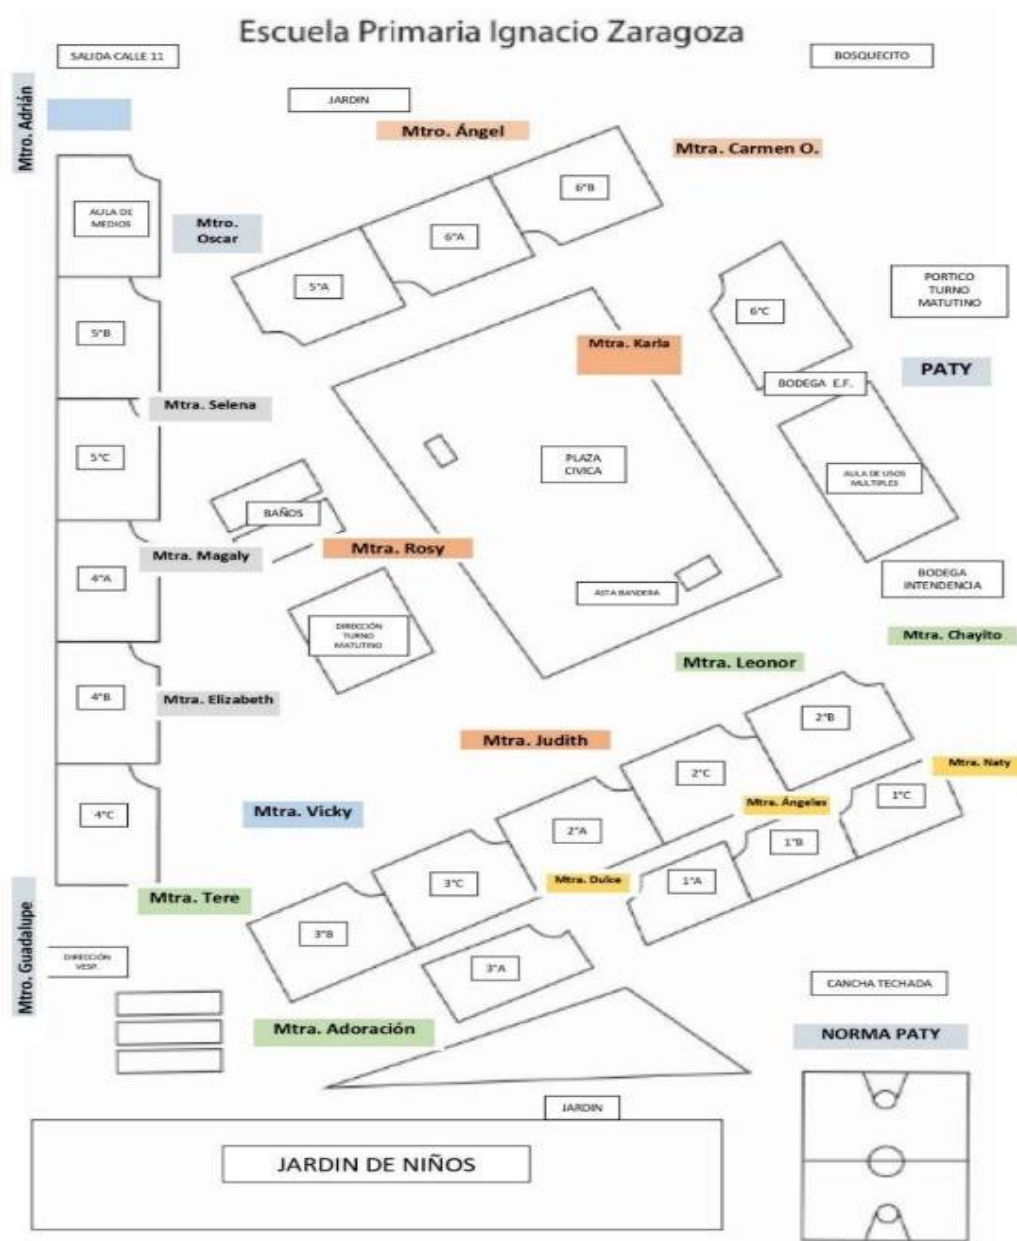 Escuela Primaria Ignacio Zaragoza
SALIDA CALLE 11
BOSQUECITO
Mtro. Adrián
JARDIN
Mtro. Ángel
Mtra. Carmen O.
6°B
AULA DE
MEDIOS
Mtro.
Oscar
6°A
5°A
PORTICO
TURNO
MATUTINO
6°C
5°B
Mtra. Karla
PATY
BODEGA E.F.
Mtra. Selena
5°C
PLAZA
CIVICA
AULA DE USOS
MULTIPLES
BAÑOS
Mtra. Magaly
Mtra. Rosy
4°A
BODEGA
INTENDENCIA
ASTA BANDERA
DIRECCIÓN
TURNO
MATUTINO
Mtra. Chayito
Mtra. Leonor
4°B
Mtra. Elizabeth
2°B
Mtra. Judith
2°C
Mtra. Naty
1°C
Mtra. Vicky
Mtra. Ángeles
4°C
2°A
1°B
3°C
Mtra. Dulce
1°A
Mtra. Tere
3°B
Mtro. Guadalupe
DIRECCIÓN
VESP.
3°A
CANCHA TECHADA
Mtra. Adoración
NORMA PATY
JARDIN
JARDIN DE NIÑOS